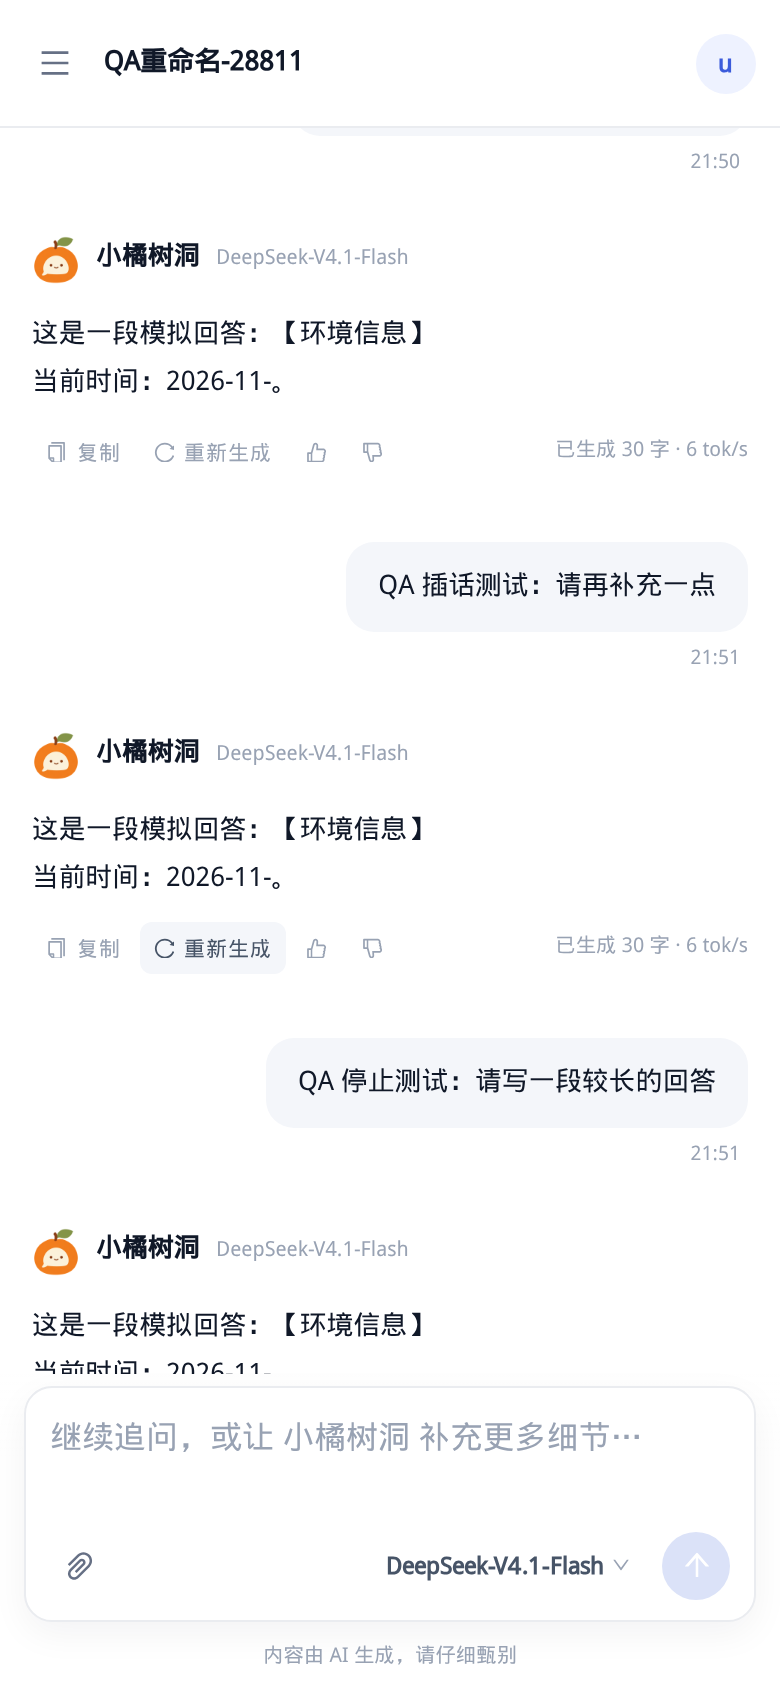 QA重命名-28811
u
21:50
小橘树洞 DeepSeek-V4.1-Flash
这是一段模拟回答：【环境信息】
当前时间：2026-11-。
复制 重新生成 已生成 30 字 · 6 tok/s
QA 插话测试：请再补充一点
21:51
小橘树洞 DeepSeek-V4.1-Flash
这是一段模拟回答：【环境信息】
当前时间：2026-11-。
复制 重新生成 已生成 30 字 · 6 tok/s
QA 停止测试：请写一段较长的回答
21:51
小橘树洞 DeepSeek-V4.1-Flash
这是一段模拟回答：【环境信息】
当前时间：2026-11-
继续追问，或让 小橘树洞 补充更多细节…
DeepSeek-V4.1-Flash
内容由 AI 生成，请仔细甄别